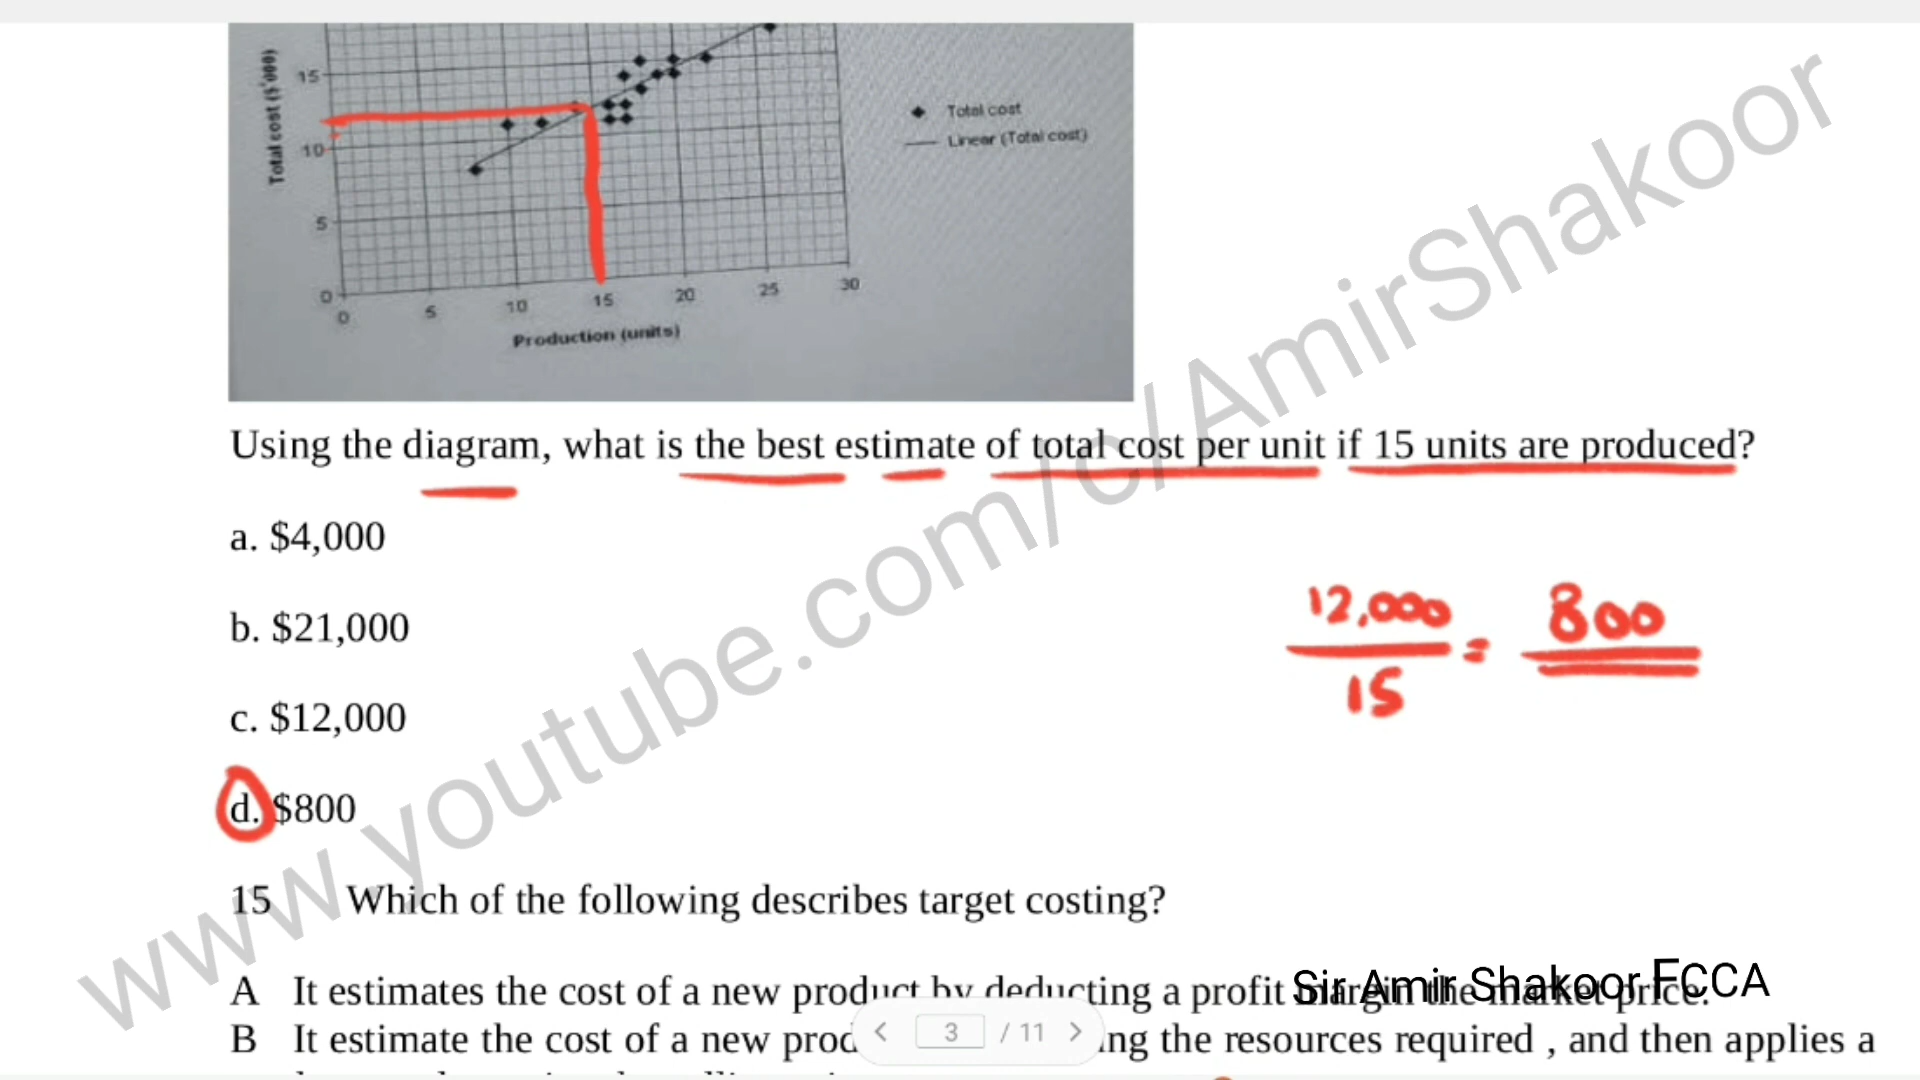 Total cost ($'000)
15
10
5
0
0 5 10 15 20 25 30
Production (units)
Total cost
Linear (Total cost)
Using the diagram, what is the best estimate of total cost per unit if 15 units are produced?
a. $4,000
b. $21,000
c. $12,000
d. $800
12,000
15
= 800
15 Which of the following describes target costing?
A It estimates the cost of a new product by deducting a profit margin the market price.
Sir Amir Shakoor FCCA
B It estimate the cost of a new
3 / 11
the resources required , and then applies a
www.youtube.com/c/AmirShakoor